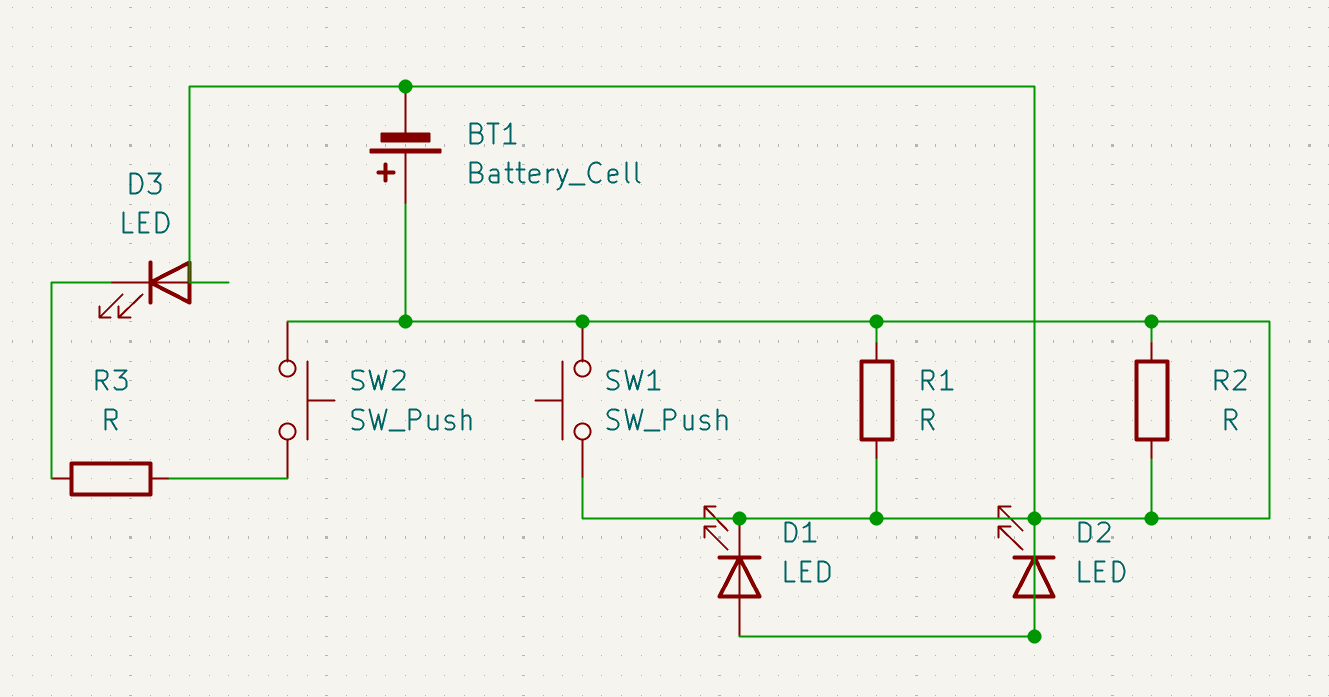 BT1
Battery_Cell
+
D3
LED
R3
R
SW2
SW_Push
SW1
SW_Push
R1
R
R2
R
D1
LED
D2
LED